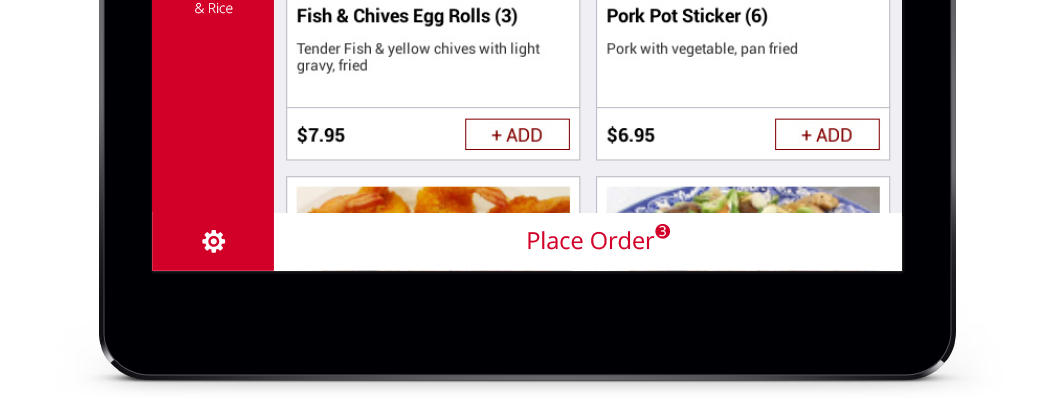 & Rice
Fish & Chives Egg Rolls (3)
Tender Fish & yellow chives with light
gravy, fried
$7.95
+ ADD
Pork Pot Sticker (6)
Pork with vegetable, pan fried
$6.95
+ ADD
Place Order 3